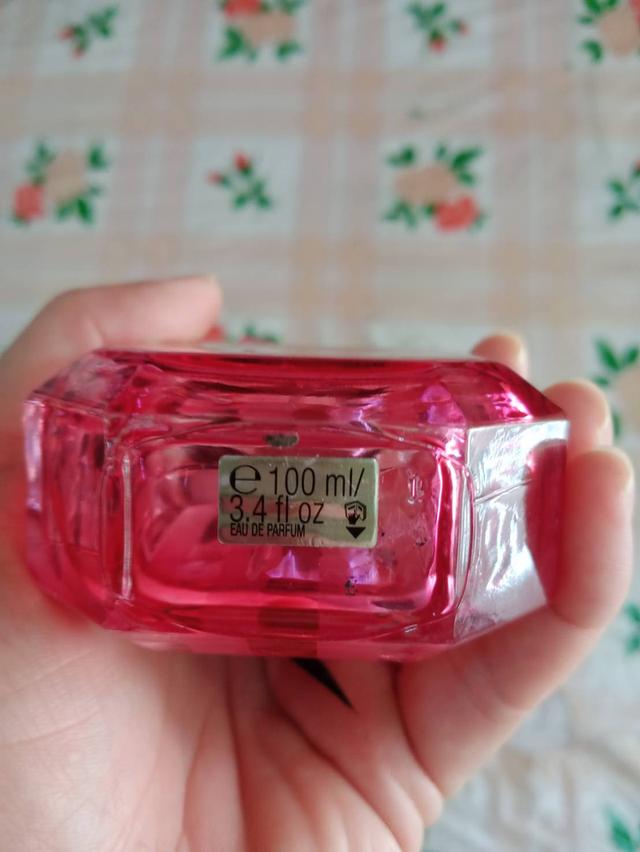 ℮ 100 ml/
3.4 fl oz
EAU DE PARFUM